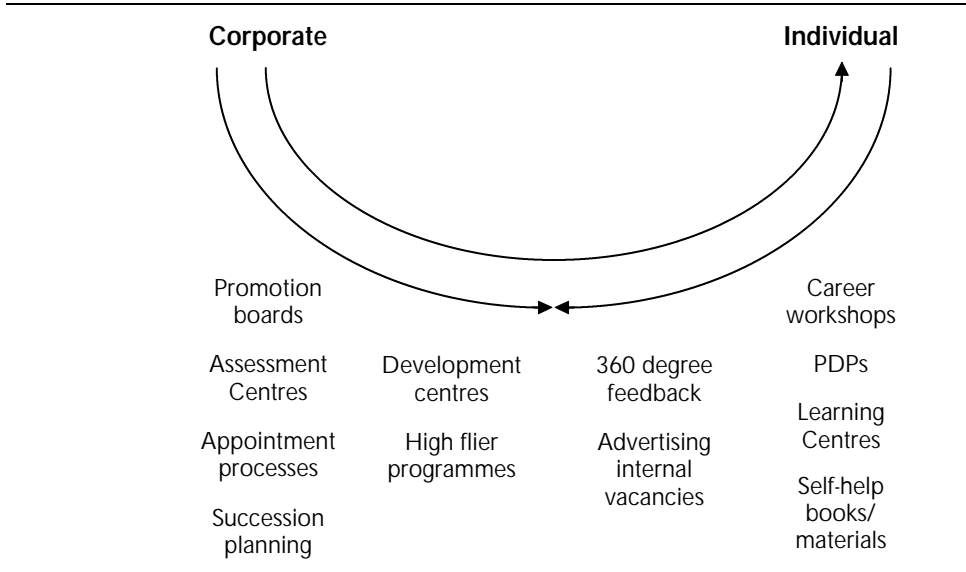 Corporate
Individual
Promotion
boards
Assessment
Centres
Appointment
processes
Succession
planning
Development
centres
High flier
programmes
360 degree
feedback
Advertising
internal
vacancies
Career
workshops
PDPs
Learning
Centres
Self-help
books/
materials